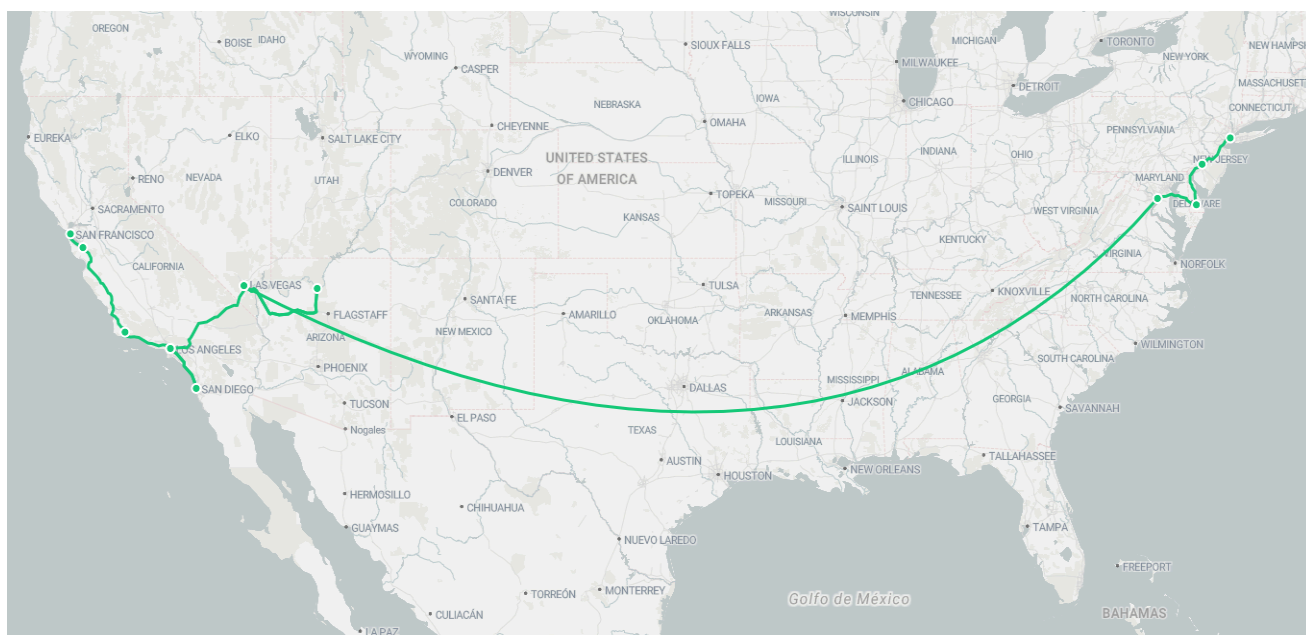 WISCONSIN
OREGON
BOISE
IDAHO
SIOUX FALLS
MICHIGAN
TORONTO
NEW HAMPS
WYOMING
CASPER
MILWAUKEE
NEW YORK
DETROIT
MASSACHUSET
NEBRASKA
IOWA
CHICAGO
CONNECTICUT
CHEYENNE
OMAHA
PENNSYLVANIA
EUREKA
ELKO
SALT LAKE CITY
UNITED STATES
OF AMERICA
ILLINOIS
INDIANA
OHIO
NEW JERSEY
RENO
NEVADA
UTAH
DENVER
MARYLAND
SACRAMENTO
COLORADO
TOPEKA
MISSOURI
SAINT LOUIS
WEST VIRGINIA
DELAWARE
KANSAS
SAN FRANCISCO
KENTUCKY
VIRGINIA
CALIFORNIA
NORFOLK
LAS VEGAS
TULSA
KNOXVILLE
TENNESSEE
NORTH CAROLINA
SANTA FE
FLAGSTAFF
AMARILLO
OKLAHOMA
ARKANSAS
MEMPHIS
NEW MEXICO
ARIZONA
LOS ANGELES
WILMINGTON
SOUTH CAROLINA
PHOENIX
ALABAMA
MISSISSIPPI
SAN DIEGO
DALLAS
TUCSON
JACKSON
GEORGIA
SAVANNAH
EL PASO
Nogales
TEXAS
LOUISIANA
AUSTIN
TALLAHASSEE
HOUSTON
NEW ORLEANS
HERMOSILLO
CHIHUAHUA
GUAYMAS
TAMPA
NUEVO LAREDO
FREEPORT
TORREÓN
MONTERREY
Golfo de México
CULIACÁN
BAHAMAS
LA PAZ